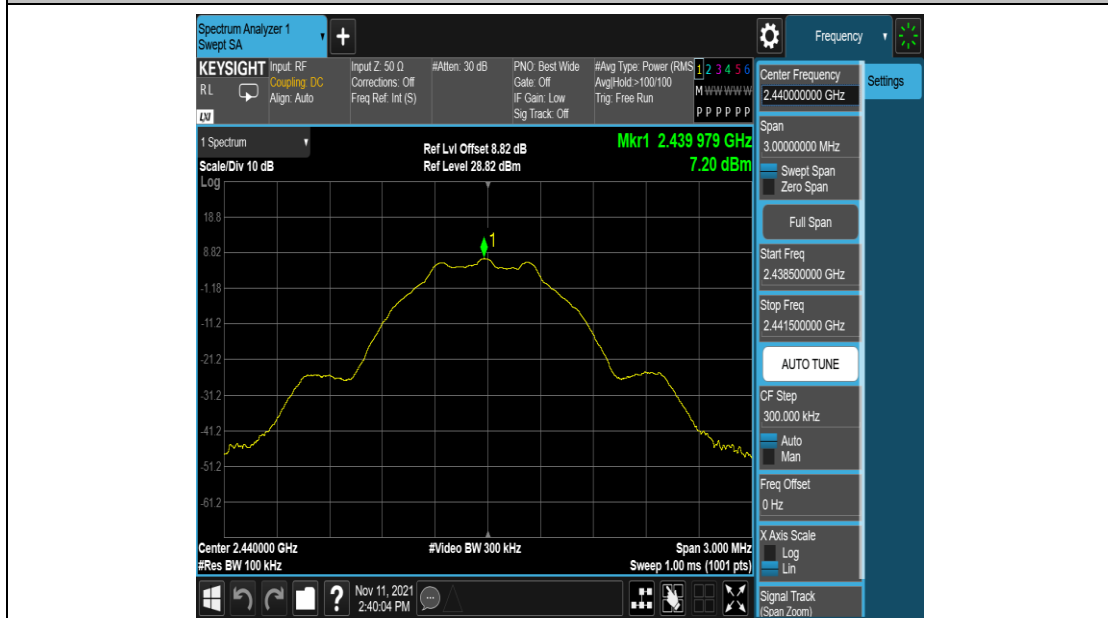 Spectrum Analyzer 1
Swept SA
+
Frequency
KEYSIGHT
RL
LXI
Input: RF
Coupling: DC
Align: Auto
Input Z: 50 Ω
Corrections: Off
Freq Ref: Int (S)
#Atten: 30 dB
PNO: Best Wide
Gate: Off
IF Gain: Low
Sig Track: Off
#Avg Type: Power (RMS
Avg|Hold:>100/100
Trig: Free Run
1 2 3 4 5 6
M W W W W W
P P P P P P
1 Spectrum
Scale/Div 10 dB
Ref Lvl Offset 8.82 dB
Ref Level 28.82 dBm
Mkr1 2.439 979 GHz
7.20 dBm
Log
18.8
8.82
-1.18
-11.2
-21.2
-31.2
-41.2
-51.2
-61.2
1
Center 2.440000 GHz
#Res BW 100 kHz
#Video BW 300 kHz
Span 3.000 MHz
Sweep 1.00 ms (1001 pts)
Nov 11, 2021
2:40:04 PM
?
Center Frequency
2.440000000 GHz
Settings
Span
3.00000000 MHz
Swept Span
Zero Span
Full Span
Start Freq
2.438500000 GHz
Stop Freq
2.441500000 GHz
AUTO TUNE
CF Step
300.000 kHz
Auto
Man
Freq Offset
0 Hz
X Axis Scale
Log
Lin
Signal Track
(Span Zoom)